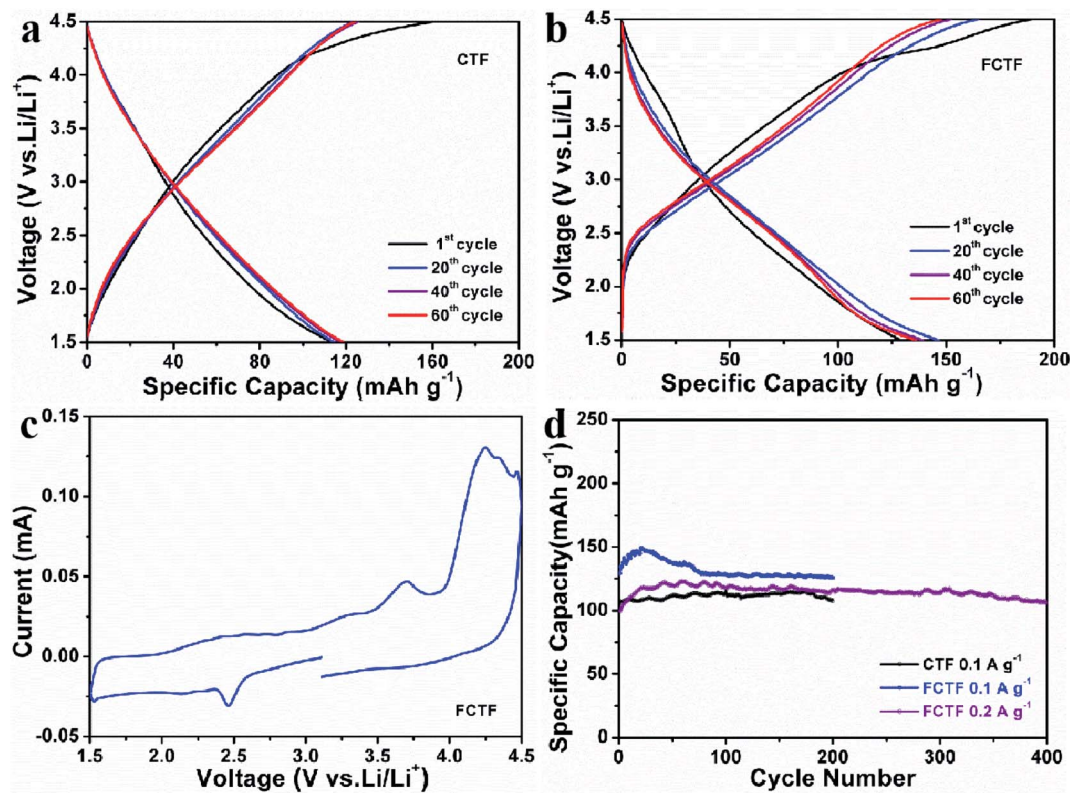 a
CTF
Voltage (V vs.Li/Li⁺)
4.5
4.0
3.5
3.0
2.5
2.0
1.5
1ˢᵗ cycle
20ᵗʰ cycle
40ᵗʰ cycle
60ᵗʰ cycle
0 40 80 120 160 200
Specific Capacity (mAh g⁻¹)
b
FCTF
Voltage (V vs.Li/Li⁺)
4.5
4.0
3.5
3.0
2.5
2.0
1.5
1ˢᵗ cycle
20ᵗʰ cycle
40ᵗʰ cycle
60ᵗʰ cycle
0 50 100 150 200
Specific Capacity (mAh g⁻¹)
c
Current (mA)
0.15
0.10
0.05
0.00
-0.05
FCTF
1.5 2.0 2.5 3.0 3.5 4.0 4.5
Voltage (V vs.Li/Li⁺)
d
Specific Capacity(mAh g⁻¹)
250
200
150
100
50
0
CTF 0.1 A g⁻¹
FCTF 0.1 A g⁻¹
FCTF 0.2 A g⁻¹
0 100 200 300 400
Cycle Number